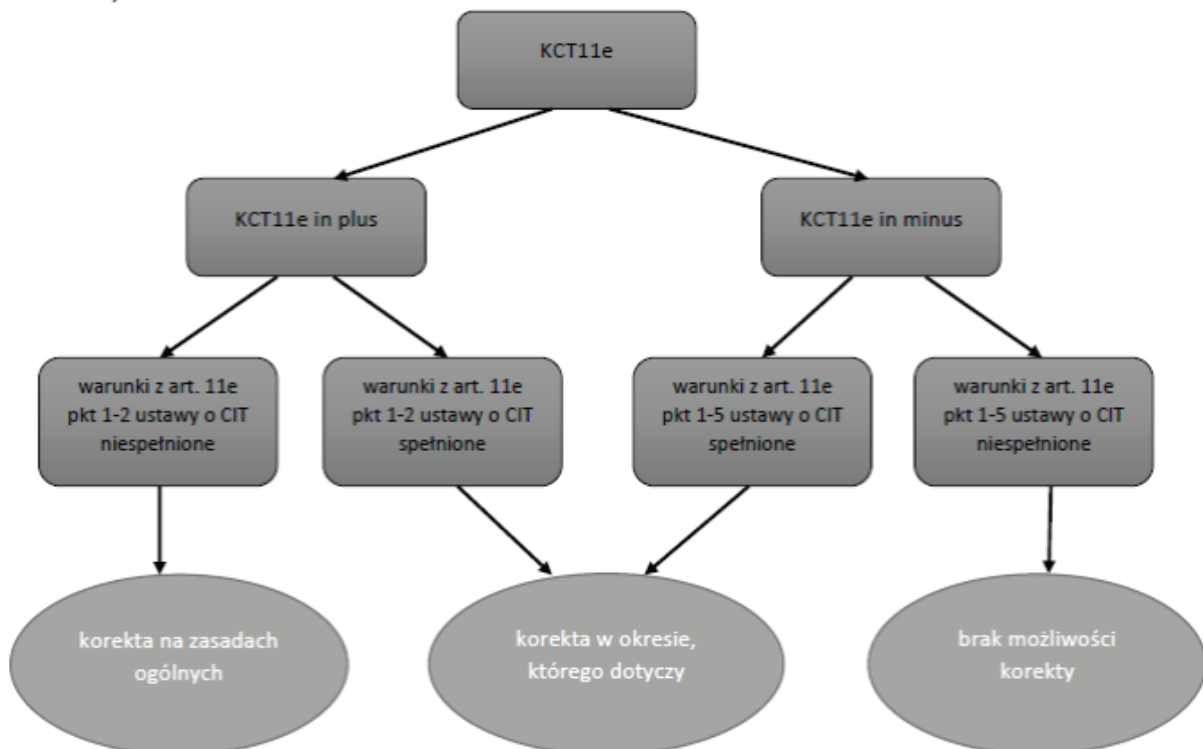 KCT11e
KCT11e in plus
KCT11e in minus
warunki z art. 11e
pkt 1-2 ustawy o CIT
niespełnione
warunki z art. 11e
pkt 1-2 ustawy o CIT
spełnione
warunki z art. 11e
pkt 1-5 ustawy o CIT
spełnione
warunki z art. 11e
pkt 1-5 ustawy o CIT
niespełnione
korekta na zasadach
ogólnych
korekta w okresie,
którego dotyczy
brak możliwości
korekty